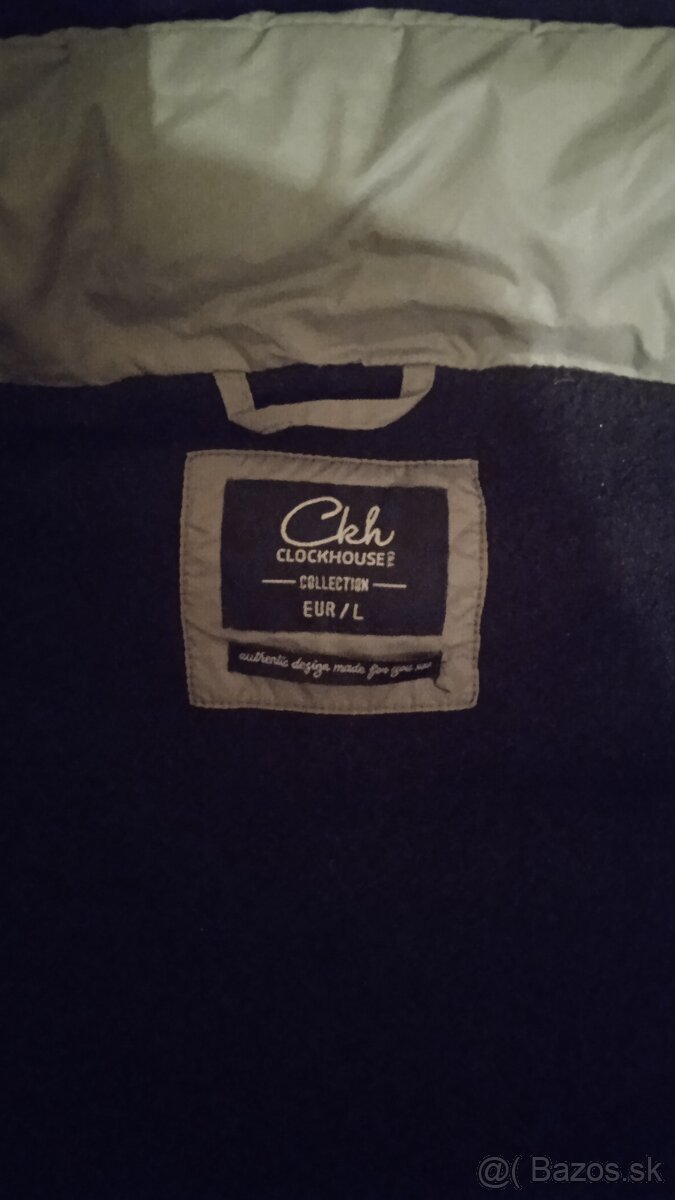 Ckh
CLOCKHOUSE
COLLECTION
EUR/L
authentic design made for you
@( Bazos.sk